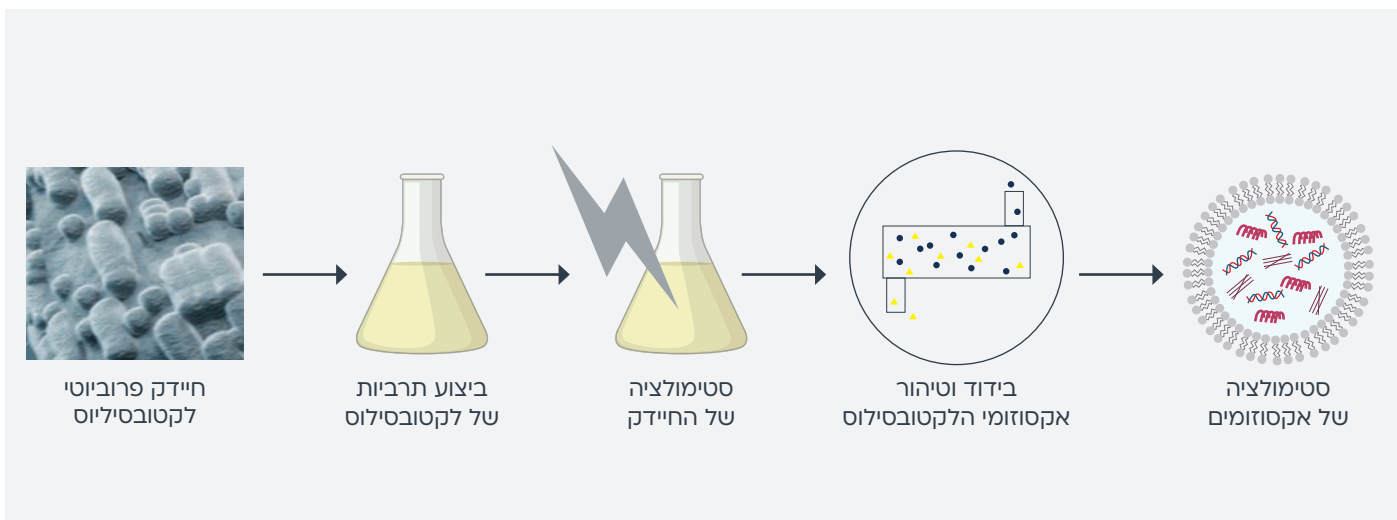 חיידק פרוביוטי
לקטובסיליוס
ביצוע תרביות
של לקטובסילוס
סטימולציה
של החיידק
בידוד וטיהור
אקסוזומי הלקטובסילוס
סטימולציה
של אקסוזומים